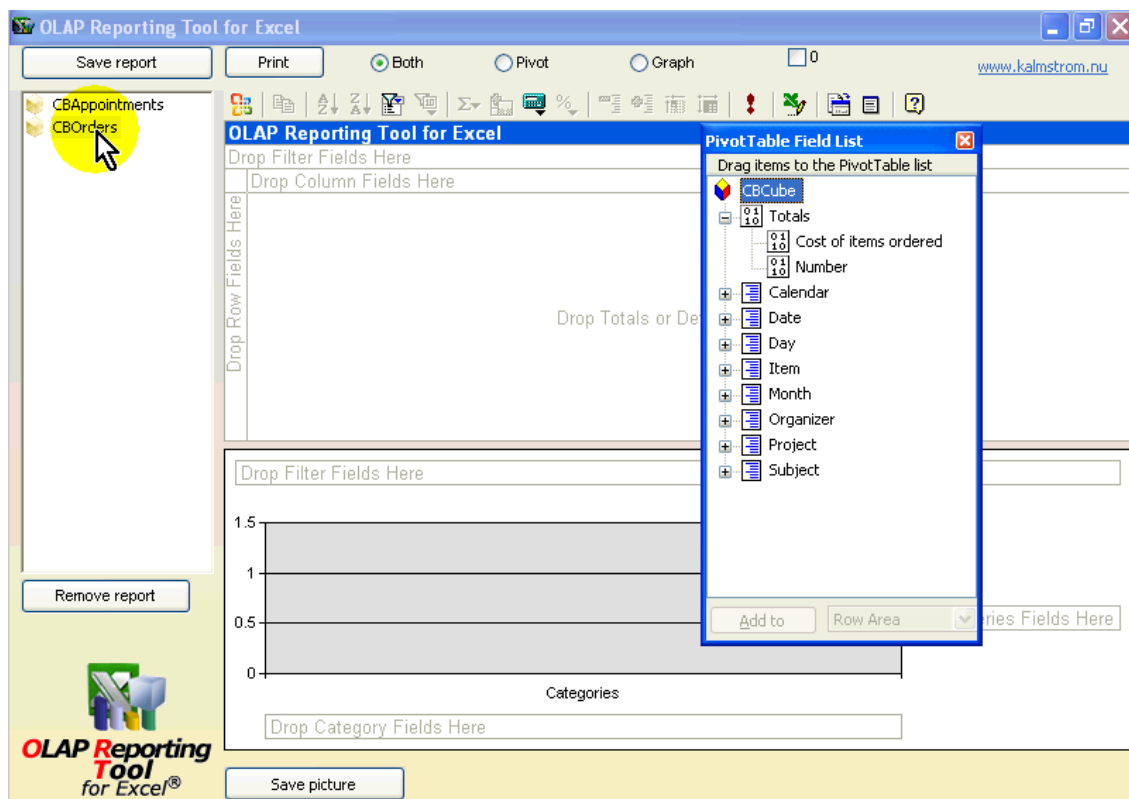 OLAP Reporting Tool for Excel
Save report
Print
Both
Pivot
Graph
0
www.kalmstrom.nu
CBAppointments
CBOrders
OLAP Reporting Tool for Excel
Drop Filter Fields Here
Drop Column Fields Here
Drop Row Fields Here
Drop Totals or De
PivotTable Field List
Drag items to the PivotTable list
CBCube
Totals
Cost of items ordered
Number
Calendar
Date
Day
Item
Month
Organizer
Project
Subject
Add to
Row Area
Drop Filter Fields Here
1.5
1
0.5
0
Categories
eries Fields Here
Drop Category Fields Here
Remove report
OLAP Reporting
Tool
for Excel®
Save picture